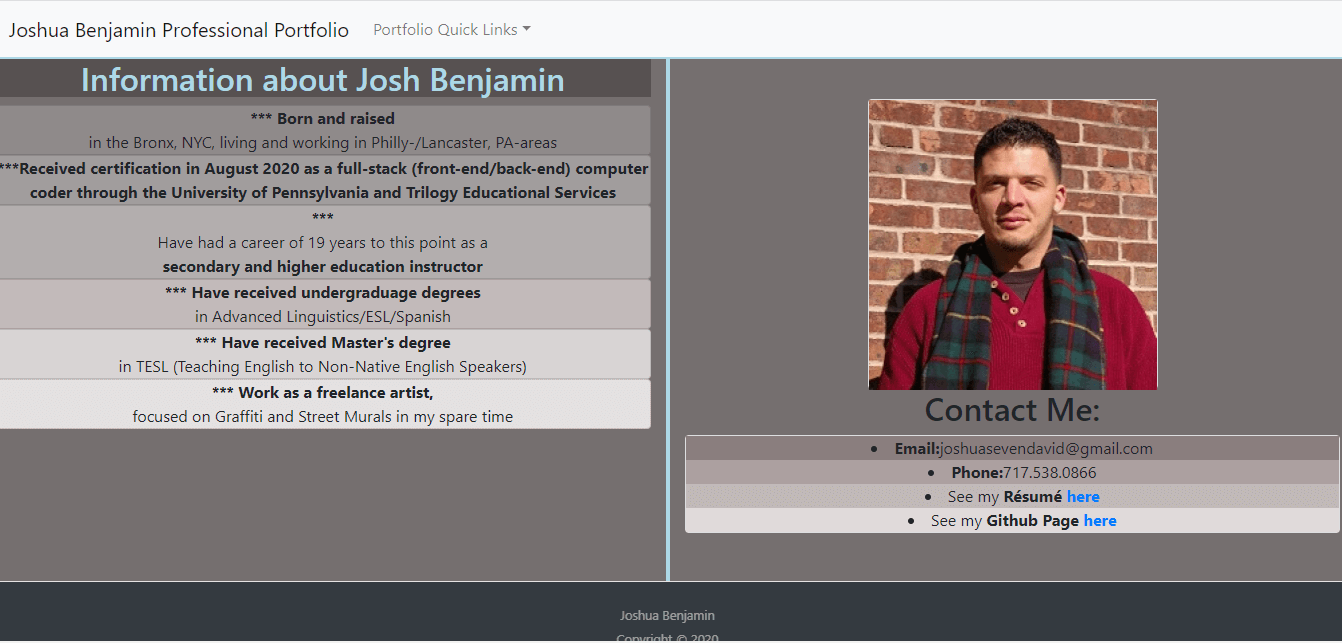 Joshua Benjamin Professional Portfolio Portfolio Quick Links
Information about Josh Benjamin
*** Born and raised
in the Bronx, NYC, living and working in Philly-/Lancaster, PA-areas
***Received certification in August 2020 as a full-stack (front-end/back-end) computer
coder through the University of Pennsylvania and Trilogy Educational Services
***
Have had a career of 19 years to this point as a
secondary and higher education instructor
*** Have received undergraduage degrees
in Advanced Linguistics/ESL/Spanish
*** Have received Master's degree
in TESL (Teaching English to Non-Native English Speakers)
*** Work as a freelance artist,
focused on Graffiti and Street Murals in my spare time
Contact Me:
• Email:joshuasevendavid@gmail.com
• Phone:717.538.0866
• See my Résumé here
• See my Github Page here
Joshua Benjamin
Copyright © 2020